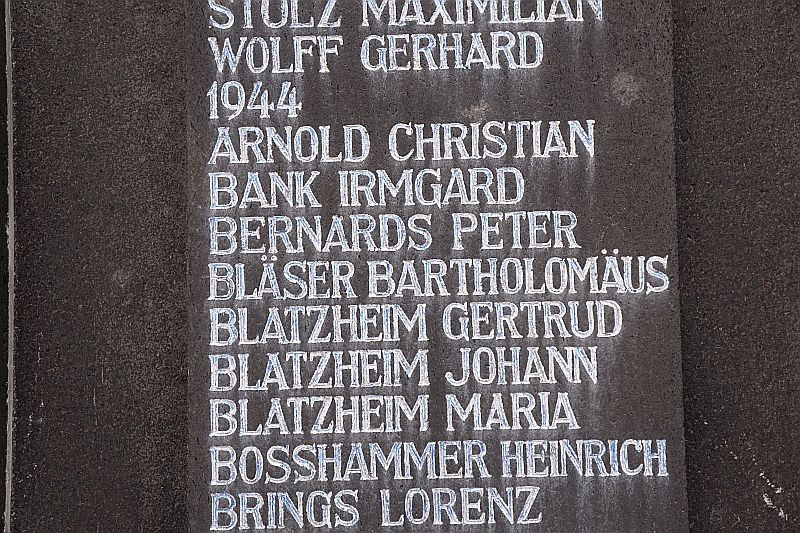 STOLZ MAXIMILIAN
WOLFF GERHARD
1944
ARNOLD CHRISTIAN
BANK IRMGARD
BERNARDS PETER
BLÄSER BARTHOLOMÄUS
BLATZHEIM GERTRUD
BLATZHEIM JOHANN
BLATZHEIM MARIA
BOSSHAMMER HEINRICH
BRINGS LORENZ